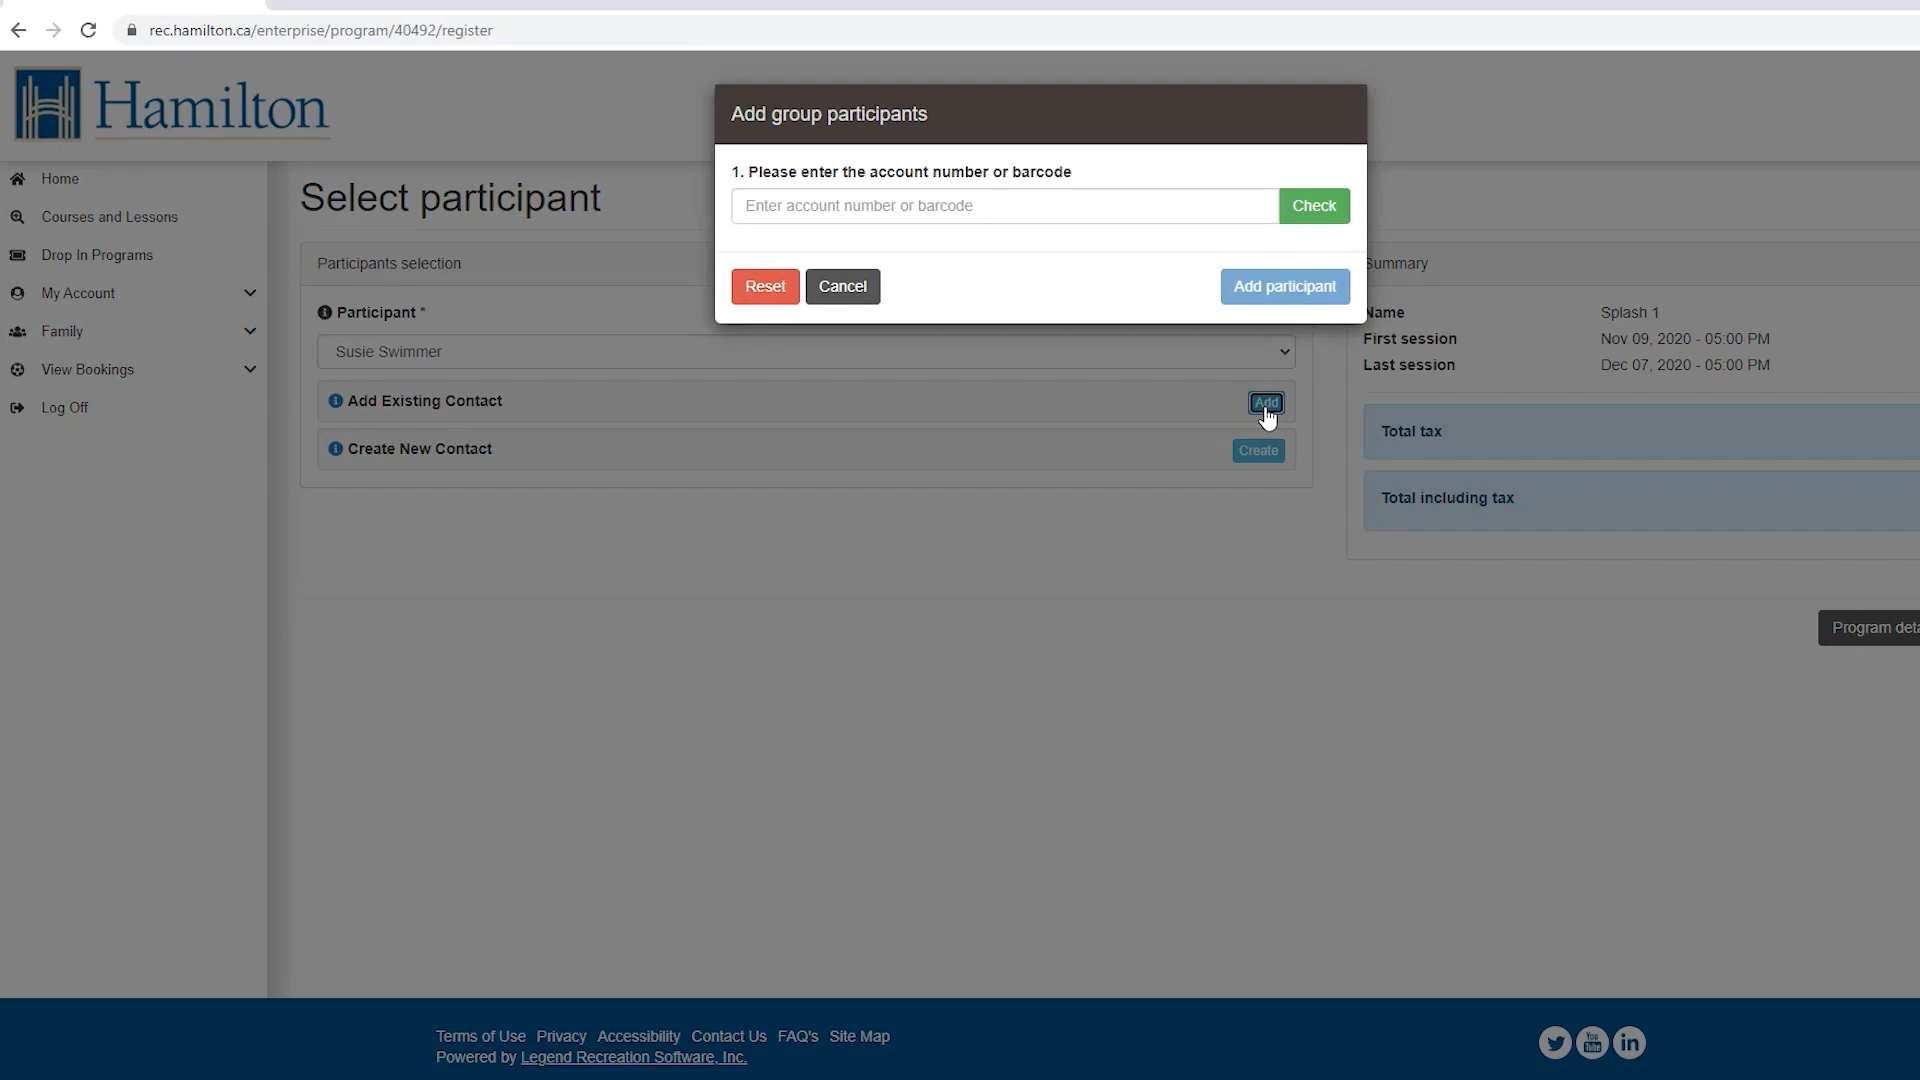 rec.hamilton.ca/enterprise/program/40492/register
Hamilton
Home
Courses and Lessons
Drop In Programs
My Account
Family
View Bookings
Log Off
Select participant
Participants selection
Participant *
Susie Swimmer
Add Existing Contact
Add
Create New Contact
Create
Add group participants
1. Please enter the account number or barcode
Enter account number or barcode
Check
Reset
Cancel
Add participant
Summary
Name Splash 1
First session Nov 09, 2020 - 05:00 PM
Last session Dec 07, 2020 - 05:00 PM
Total tax
Total including tax
Program deta
Terms of Use Privacy Accessibility Contact Us FAQ's Site Map
Powered by Legend Recreation Software, Inc.
You
Tube
in